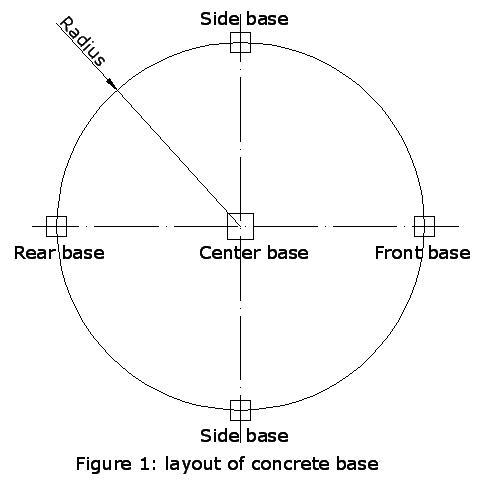 Side base
Radius
Rear base
Center base
Front base
Side base
Figure 1: layout of concrete base